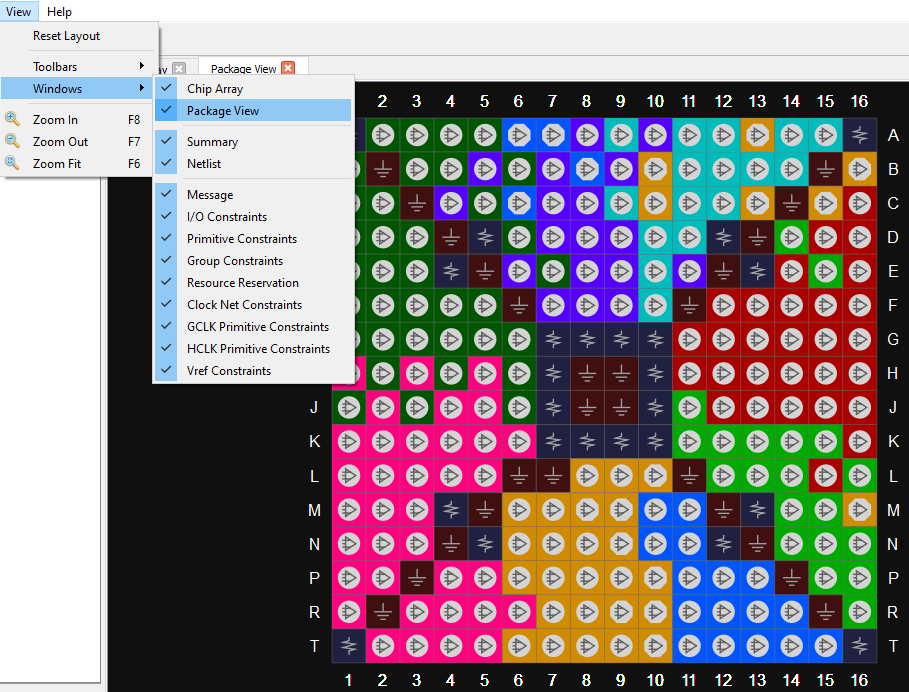 View Help
Reset Layout
Toolbars
Windows
Zoom In F8
Zoom Out F7
Zoom Fit F6
Package View
Chip Array
Package View
Summary
Netlist
Message
I/O Constraints
Primitive Constraints
Group Constraints
Resource Reservation
Clock Net Constraints
GCLK Primitive Constraints
HCLK Primitive Constraints
Vref Constraints
2 3 4 5 6 7 8 9 10 11 12 13 14 15 16
A
B
C
D
E
F
G
H
J J
K K
L L
M M
N N
P P
R R
T T
1 2 3 4 5 6 7 8 9 10 11 12 13 14 15 16